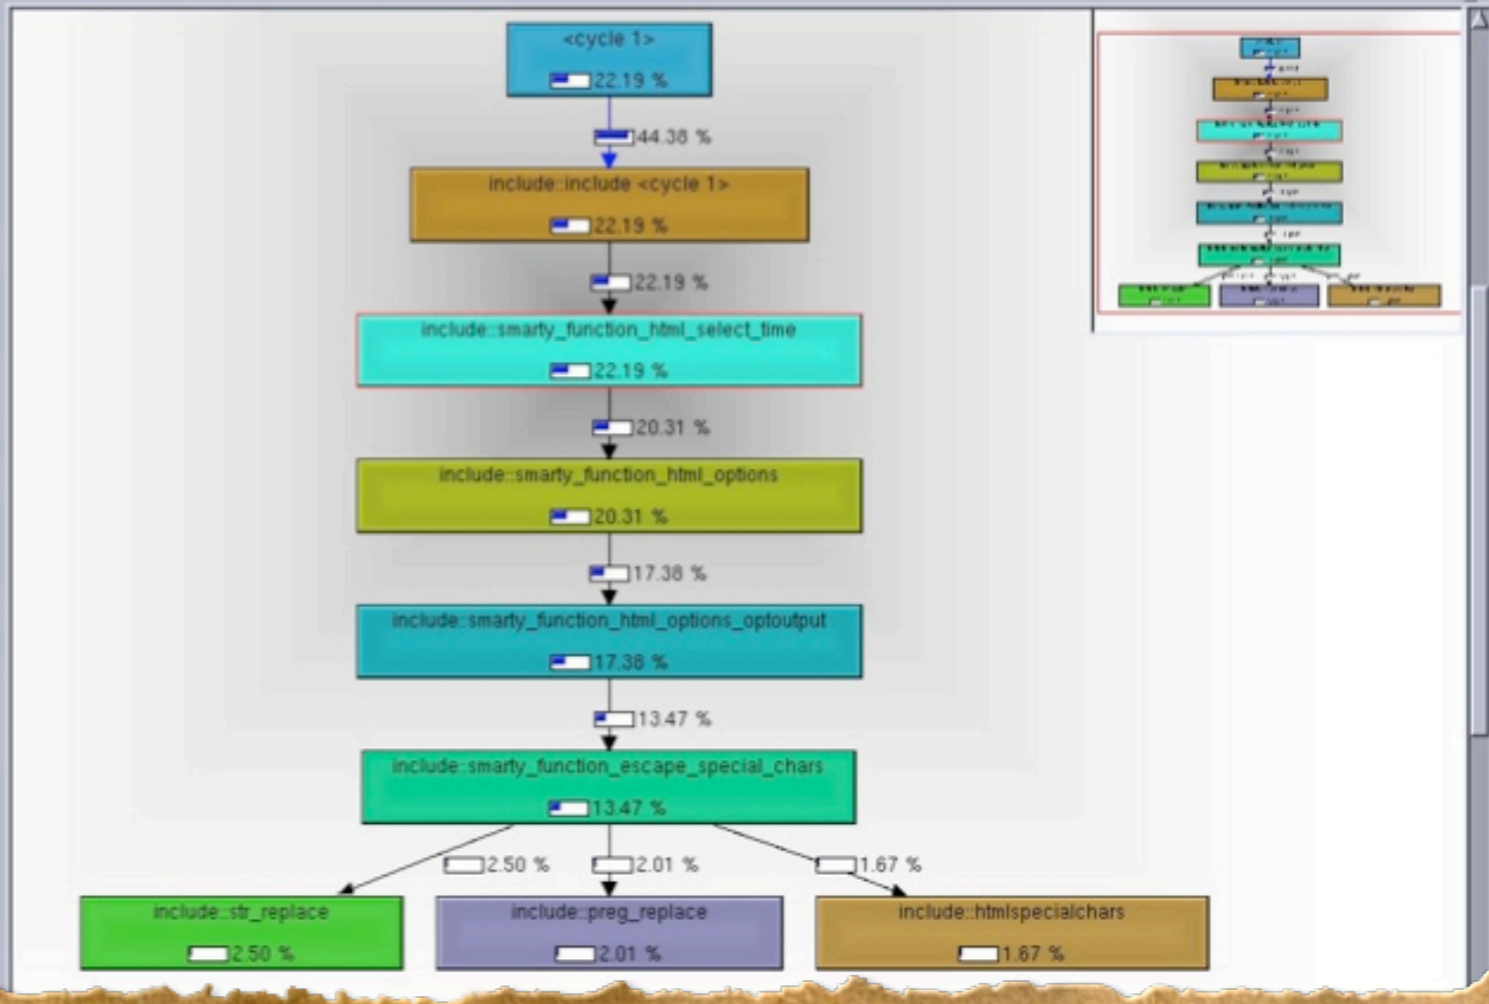 <cycle 1>
22.19 %
44.38 %
include::include <cycle 1>
22.19 %
22.19 %
include::smarty_function_html_select_time
22.19 %
20.31 %
include::smarty_function_html_options
20.31 %
17.38 %
include::smarty_function_html_options_optoutput
17.38 %
13.47 %
include::smarty_function_escape_special_chars
13.47 %
2.50 %
2.01 %
1.67 %
include::str_replace
2.50 %
include::preg_replace
2.01 %
include::htmlspecialchars
1.67 %